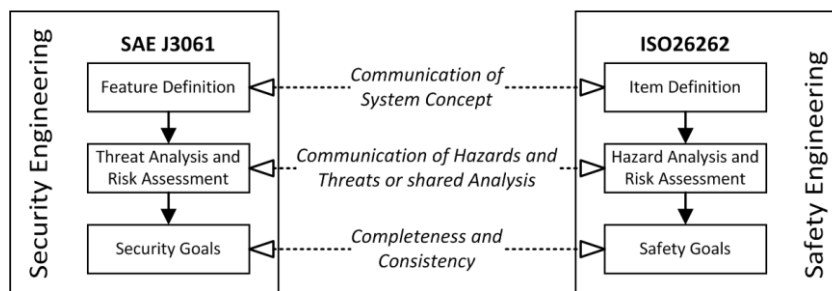 Security Engineering
SAE J3061
Feature Definition
Threat Analysis and
Risk Assessment
Security Goals
Communication of
System Concept
Communication of Hazards and
Threats or shared Analysis
Completeness and
Consistency
ISO26262
Item Definition
Hazard Analysis and
Risk Assessment
Safety Goals
Safety Engineering